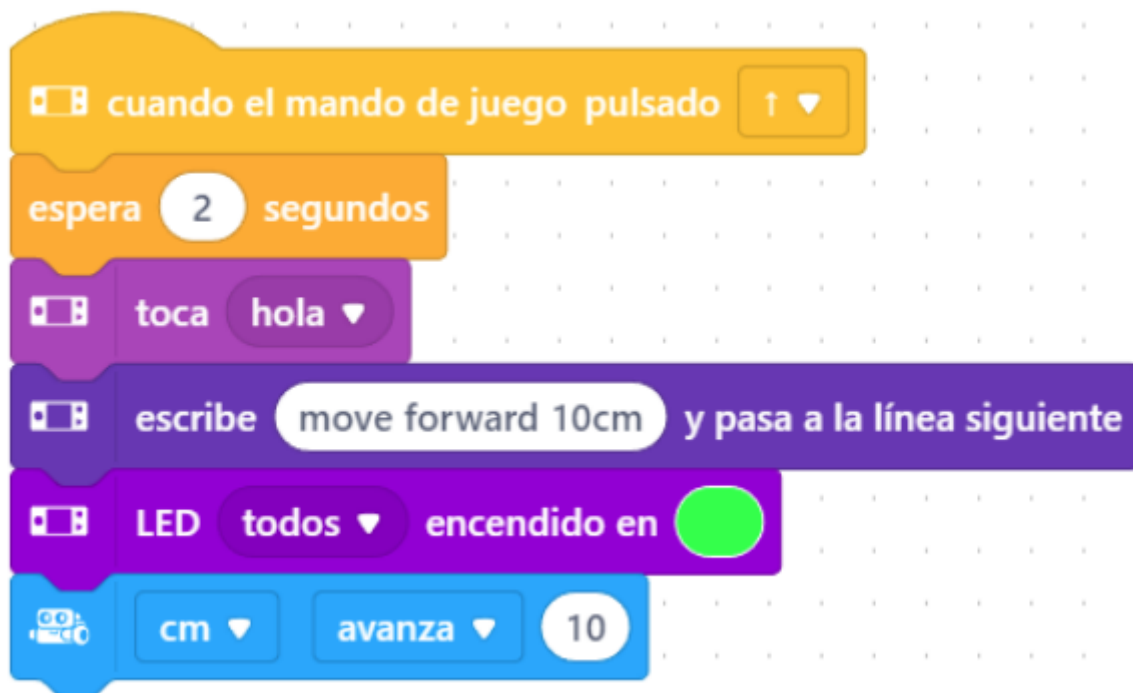 cuando el mando de juego pulsado ↑
espera 2 segundos
toca hola
escribe move forward 10cm y pasa a la línea siguiente
LED todos encendido en
cm avanza 10